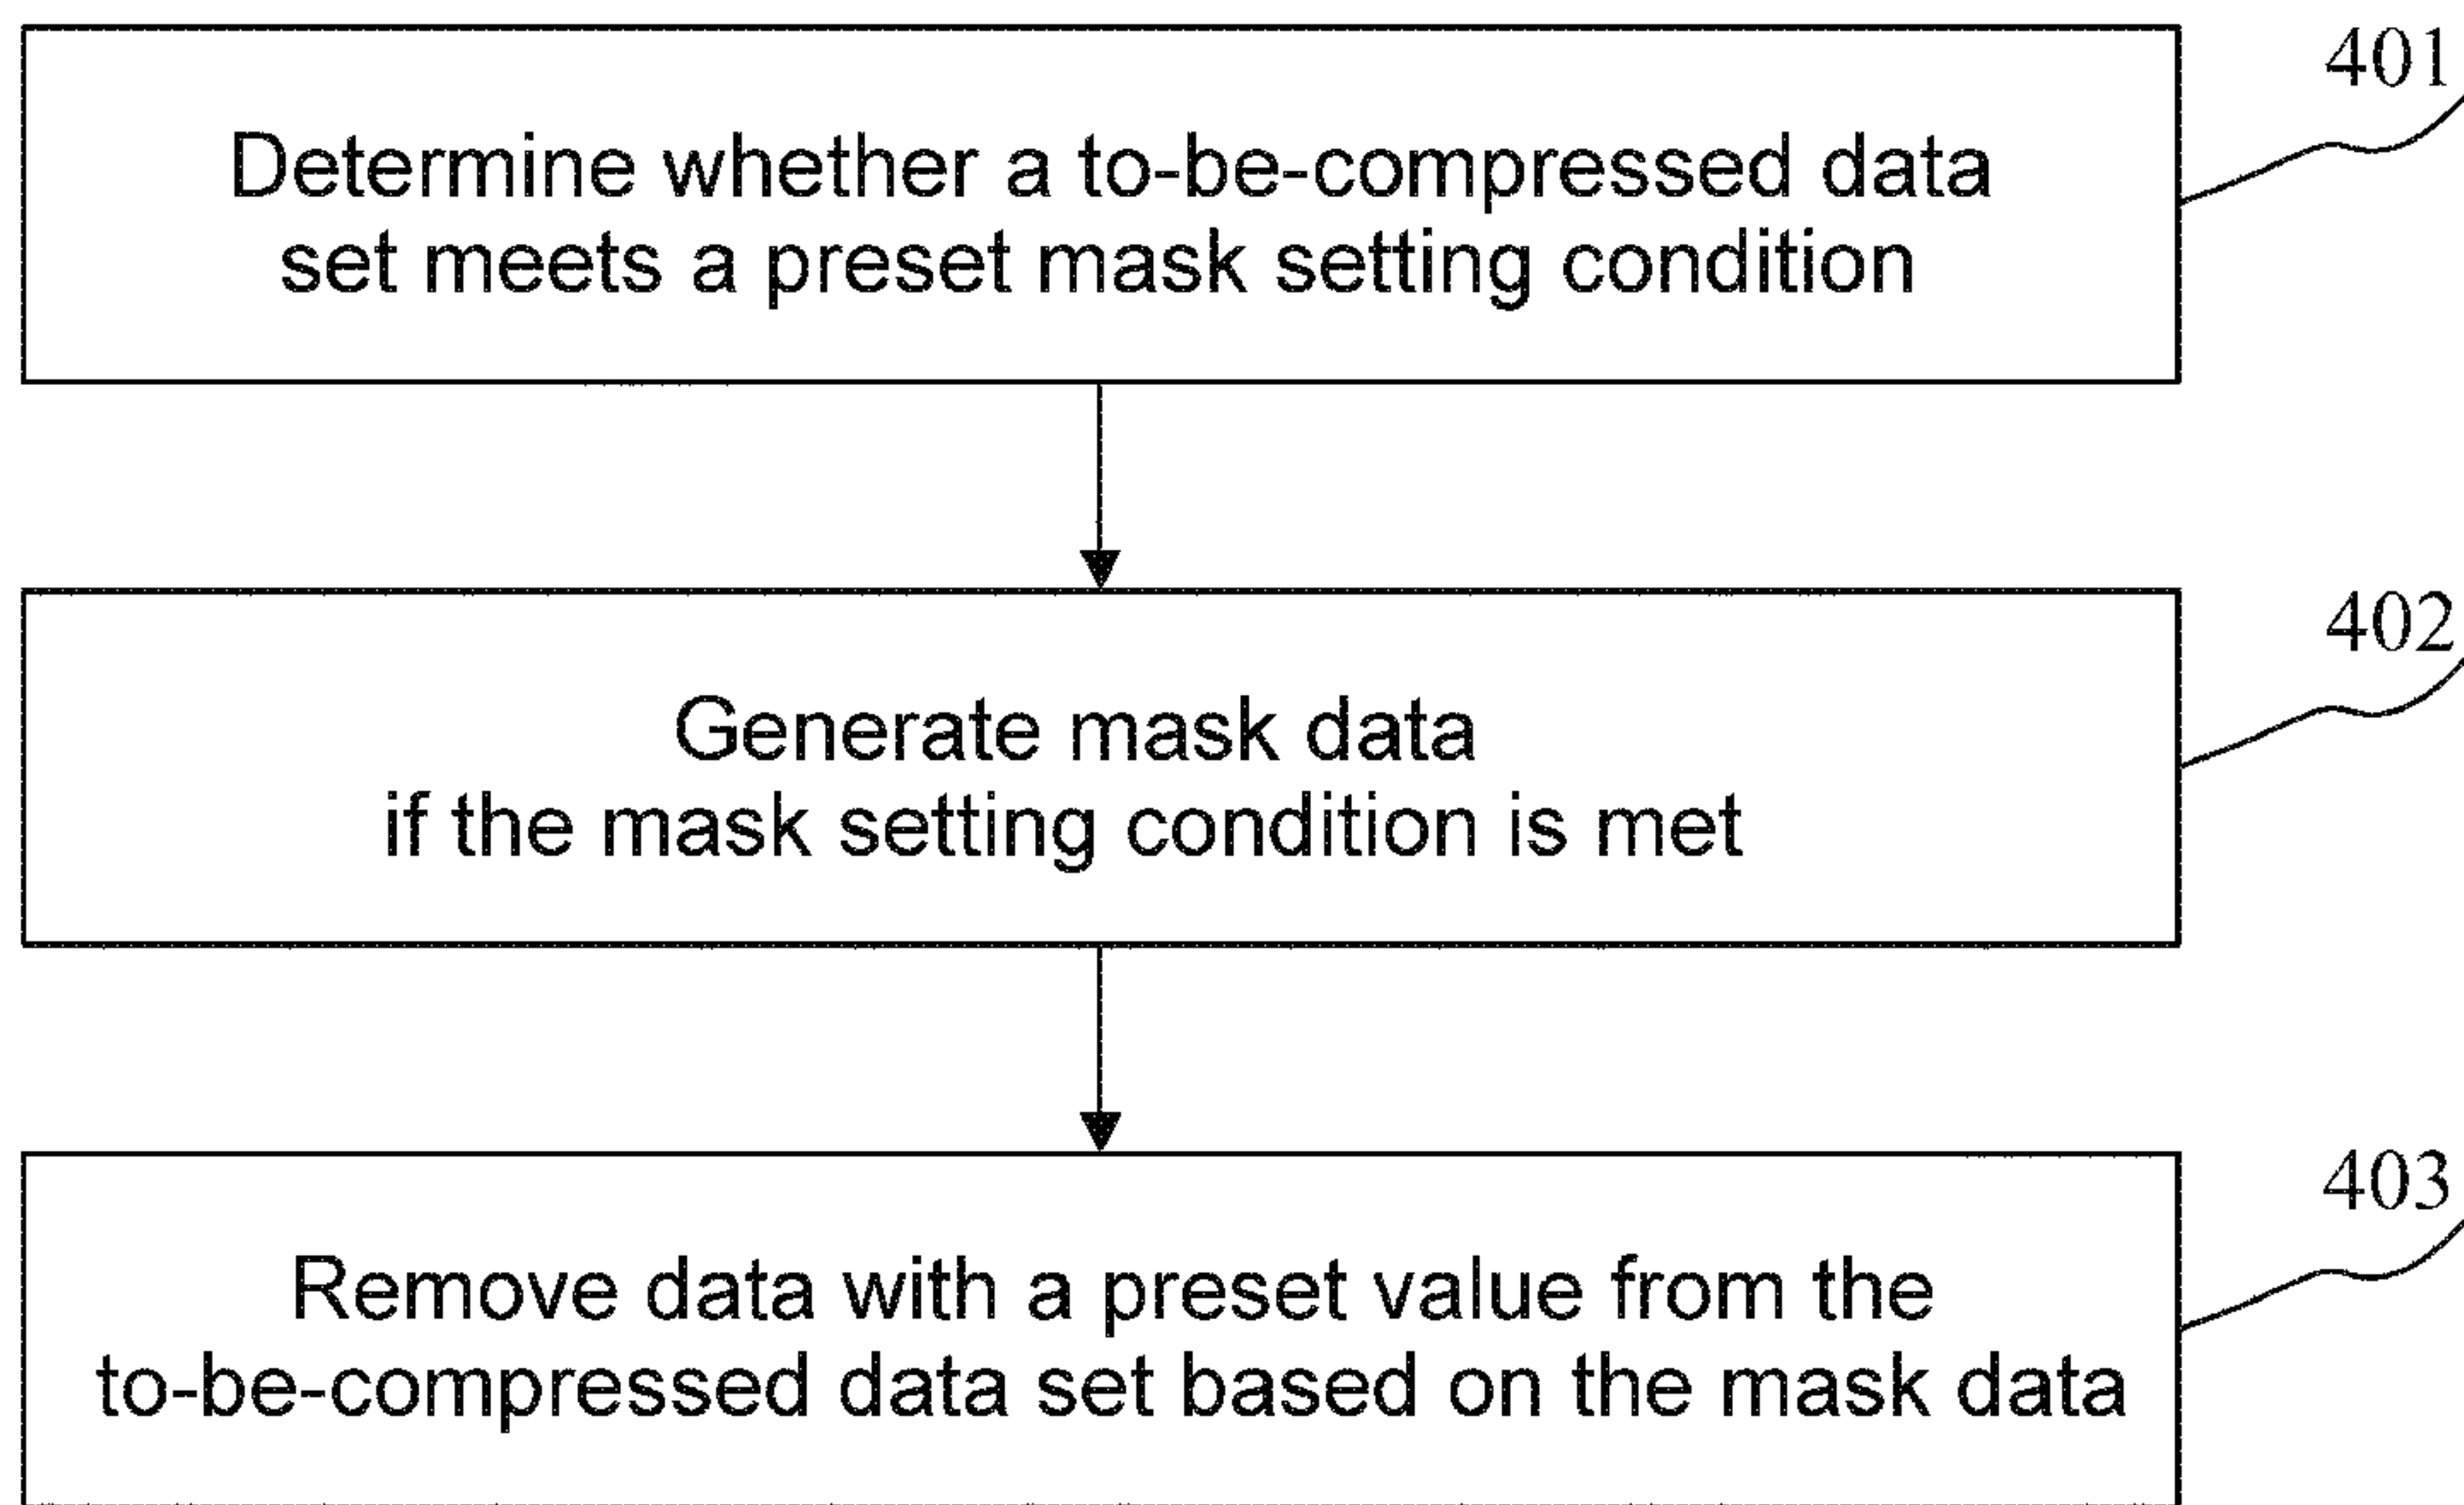 401
Determine whether a to-be-compressed data
set meets a preset mask setting condition
402
Generate mask data
if the mask setting condition is met
403
Remove data with a preset value from the
to-be-compressed data set based on the mask data